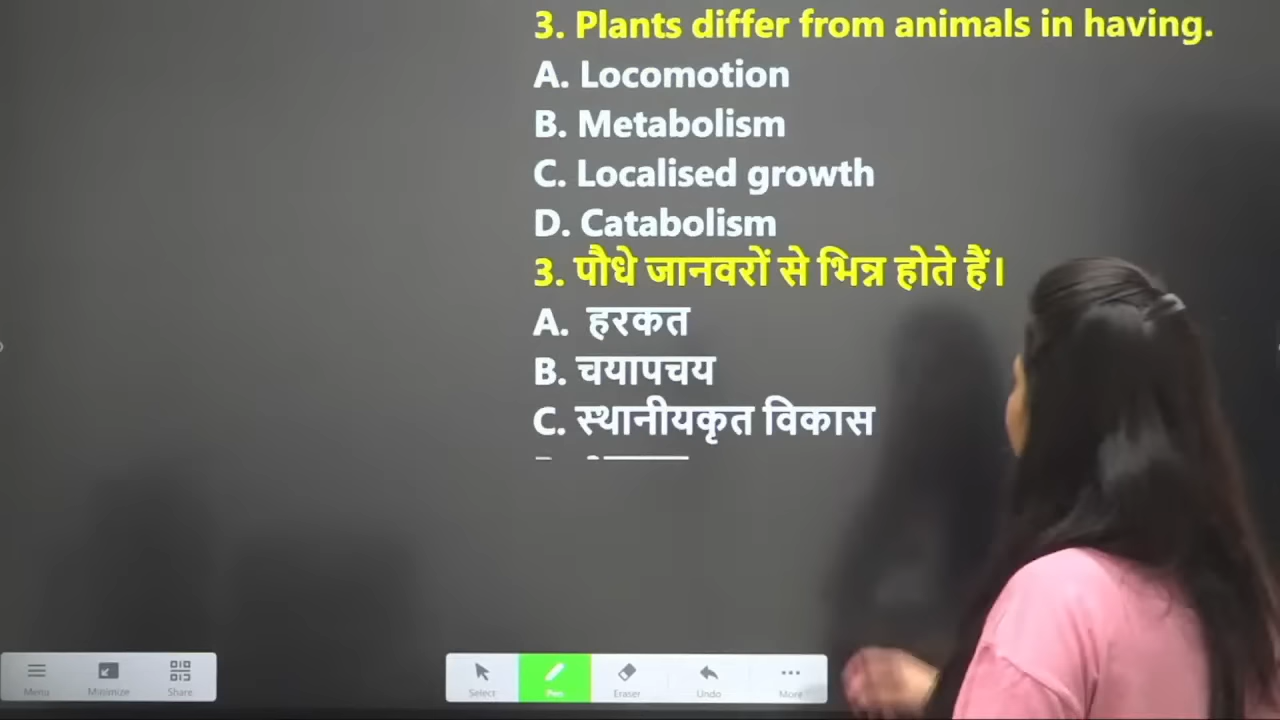 3. Plants differ from animals in having.
A. Locomotion
B. Metabolism
C. Localised growth
D. Catabolism
3. पौधे जानवरों से भिन्न होते हैं।
A. हरकत
B. चयापचय
C. स्थानीयकृत विकास
Menu Minimize Share Select Pen Eraser Undo More